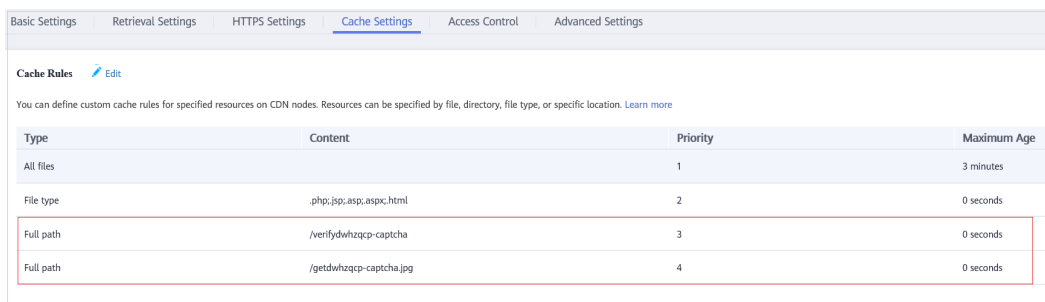 Basic Settings Retrieval Settings HTTPS Settings Cache Settings Access Control Advanced Settings
Cache Rules Edit
You can define custom cache rules for specified resources on CDN nodes. Resources can be specified by file, directory, file type, or specific location. Learn more
Type Content Priority Maximum Age
All files 1 3 minutes
File type .php;.jsp;.asp;.aspx;.html 2 0 seconds
Full path /verifydwhzqcp-captcha 3 0 seconds
Full path /getdwhzqcp-captcha.jpg 4 0 seconds